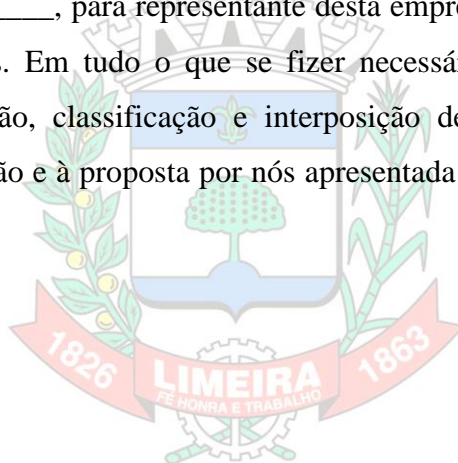 ____, para representante desta empre
s. Em tudo o que se fizer necessár
ão, classificação e interposição de
ão e à proposta por nós apresentada
1826
LIMEIRA
1863
FÉ HONRA E TRABALHO